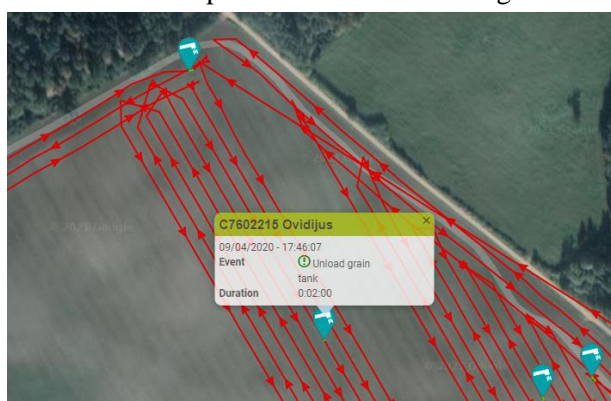 C7602215 Ovidijus ×
09/04/2020 - 17:46:07
Event Unload grain
tank
Duration 0:02:00